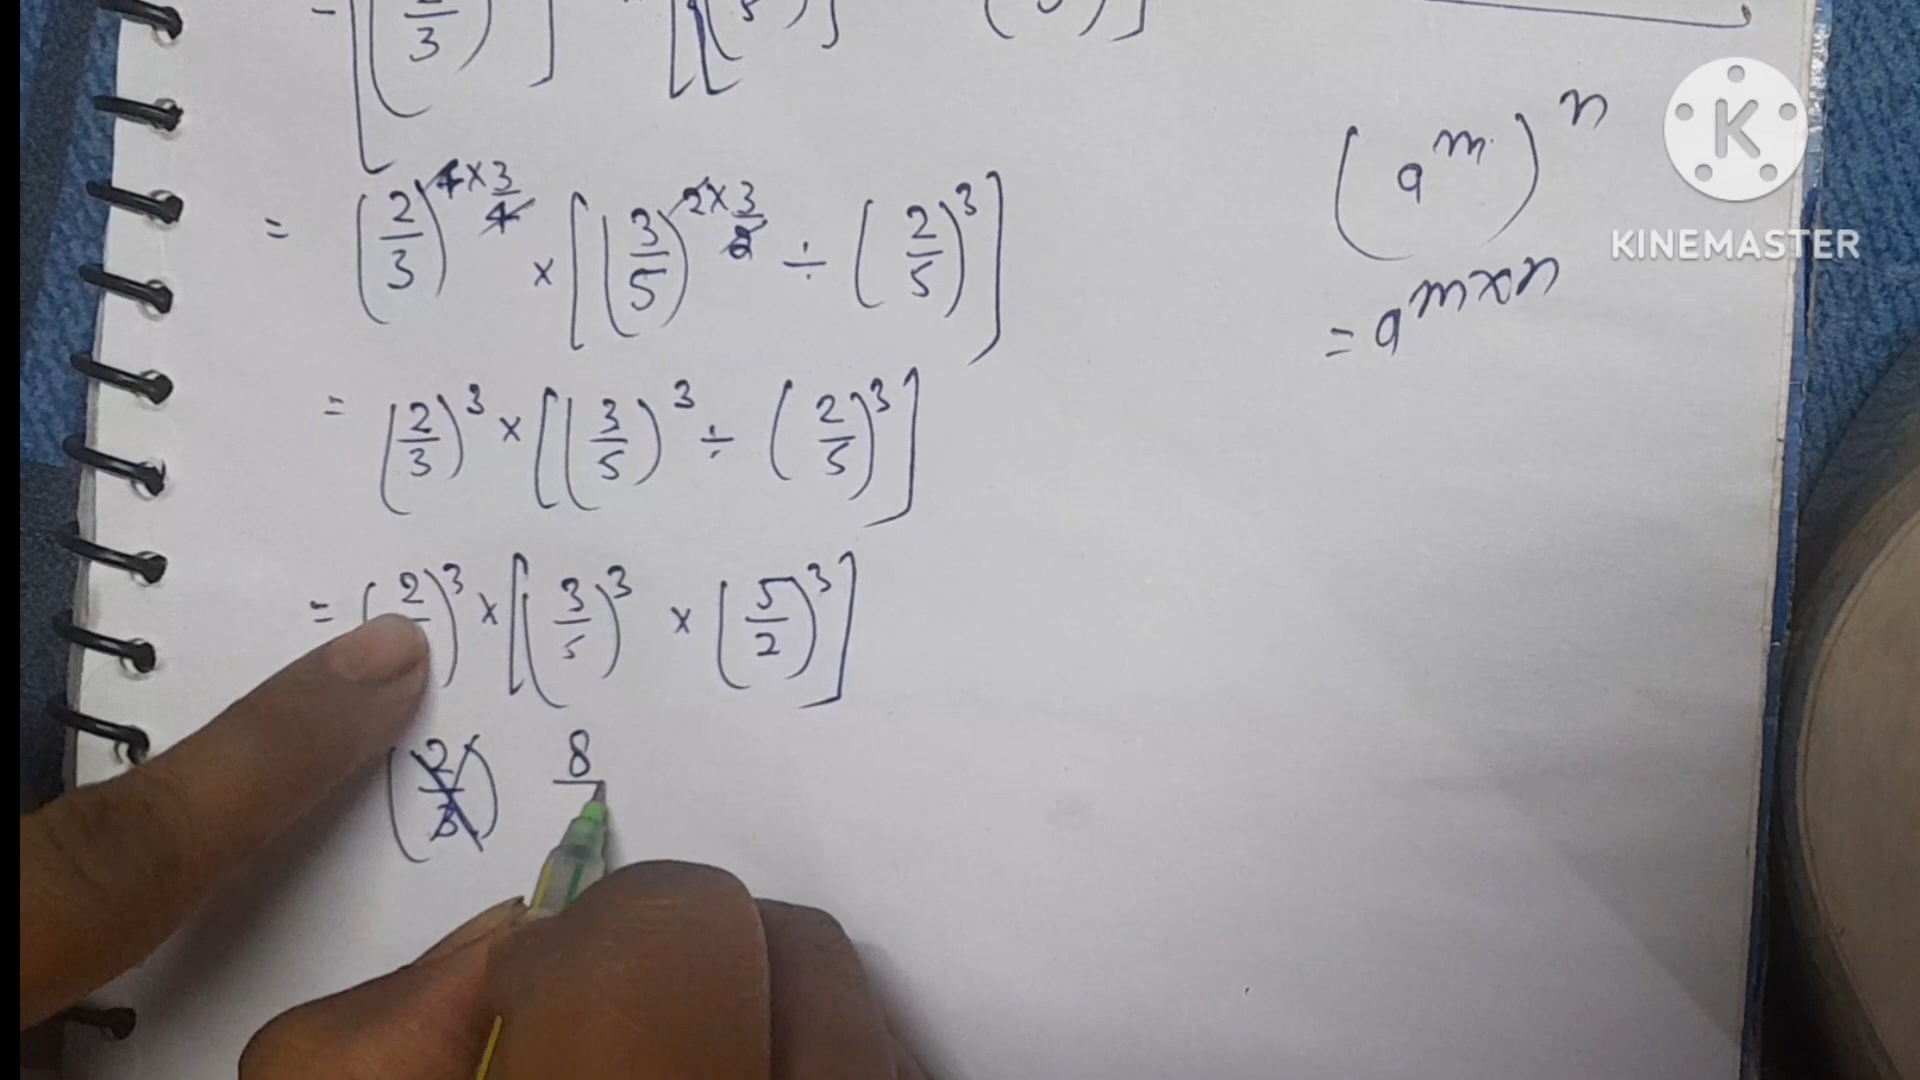 = (2/3)^(4×3/4) × [(3/5)^(2×3/2) ÷ (2/5)^3]
= (2/3)^3 × [(3/5)^3 ÷ (2/5)^3]
= (2/ )^3 × [(3/5)^3 × (5/2)^3]
8
(a^m)^n
= a^(m×n)
K
KINEMASTER